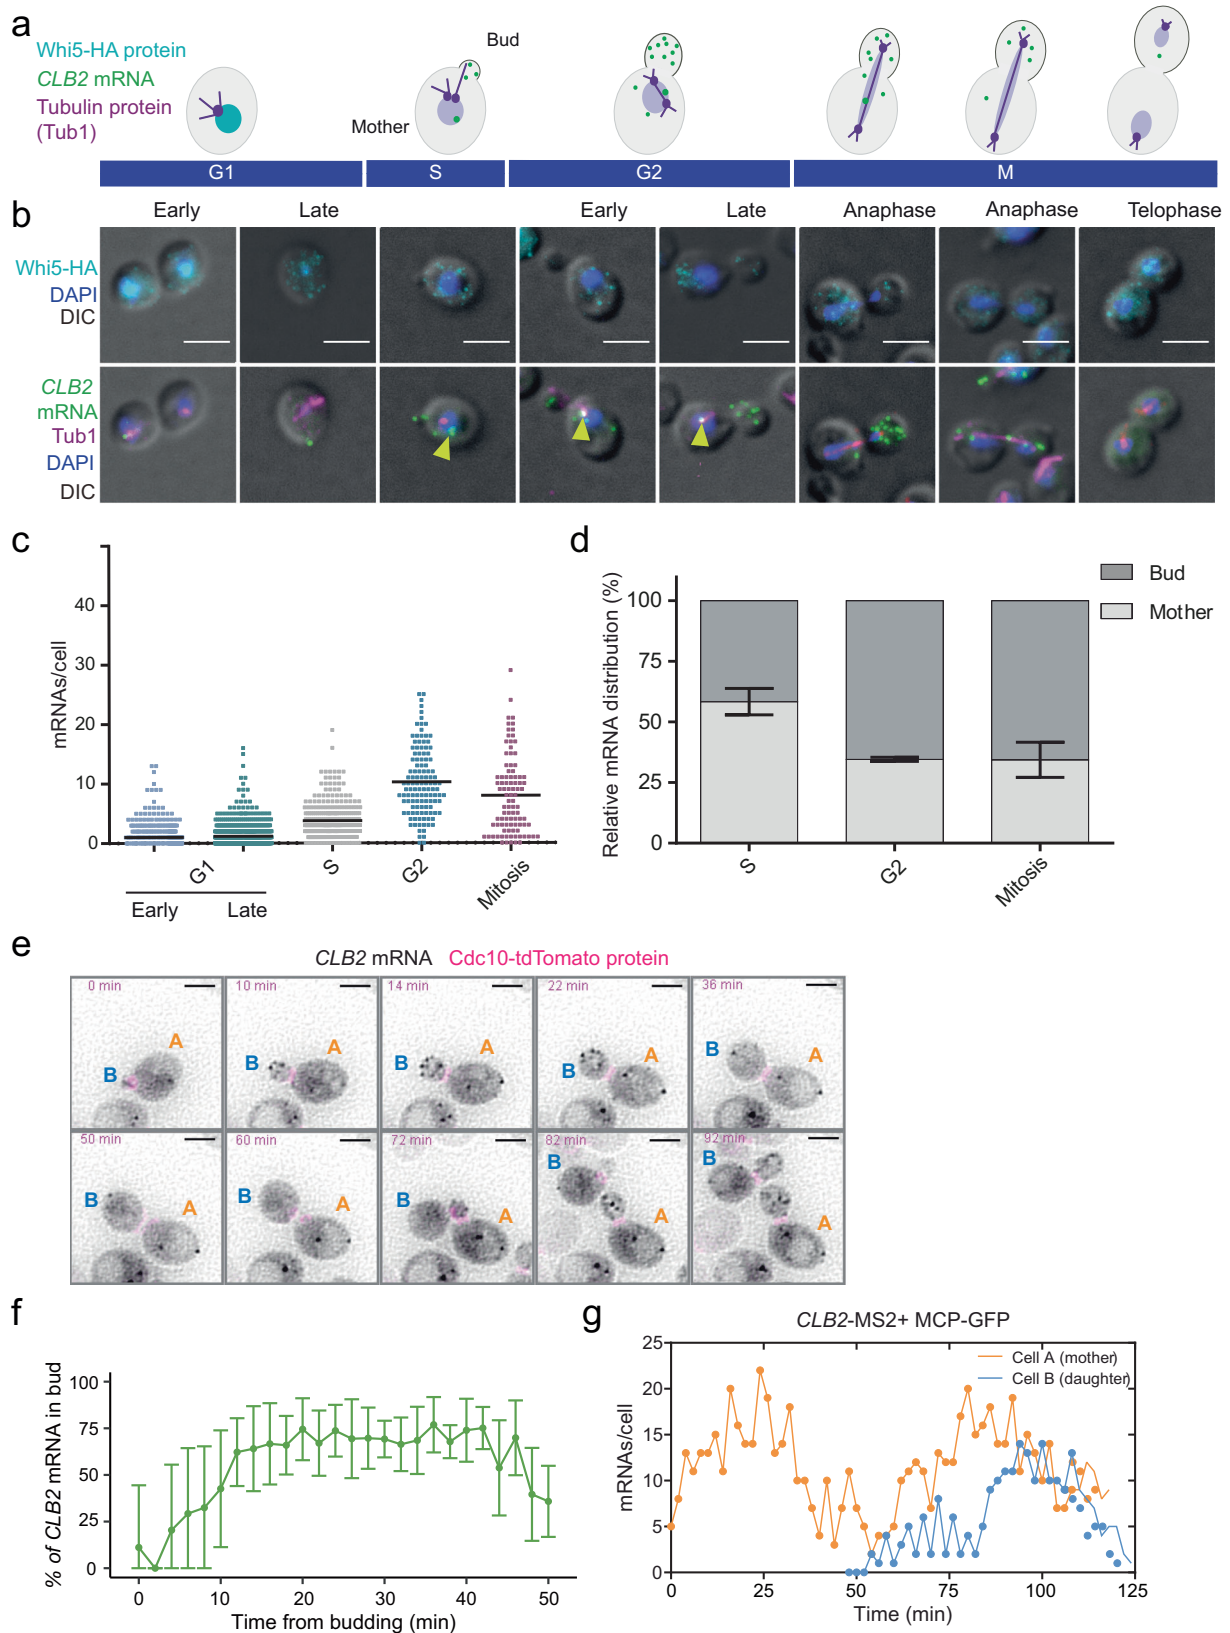 a
Whi5-HA protein
CLB2 mRNA
Tubulin protein
(Tub1)
Bud
Mother
G1
S
G2
M
b
Early
Late
Early
Late
Anaphase
Anaphase
Telophase
Whi5-HA
DAPI
DIC
CLB2
mRNA
Tub1
DAPI
DIC
c
mRNAs/cell
40
30
20
10
0
G1
S
G2
Mitosis
Early
Late
d
Relative mRNA distribution (%)
100
75
50
25
0
S
G2
Mitosis
Bud
Mother
e
CLB2 mRNA Cdc10-tdTomato protein
0 min
A
B
10 min
A
B
14 min
A
B
22 min
A
B
36 min
A
B
50 min
B
A
60 min
B
A
72 min
B
A
82 min
B
A
92 min
B
A
f
% of CLB2 mRNA in bud
100
75
50
25
0
0 10 20 30 40 50
Time from budding (min)
g
CLB2-MS2+ MCP-GFP
Cell A (mother)
Cell B (daughter)
mRNAs/cell
25
20
15
10
5
0
0 25 50 75 100 125
Time (min)